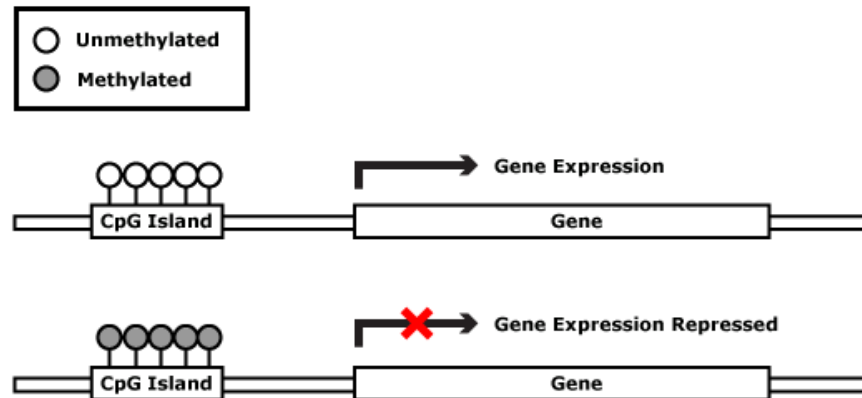 Unmethylated
Methylated
Gene Expression
CpG Island
Gene
Gene Expression Repressed
CpG Island
Gene